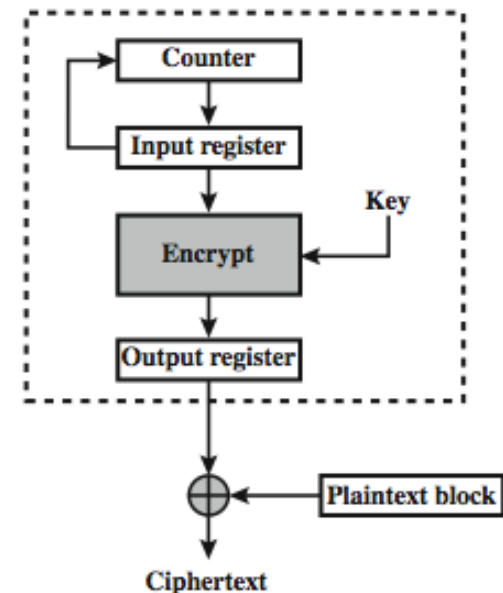 Counter
Input register
Key
Encrypt
Output register
Plaintext block
Ciphertext